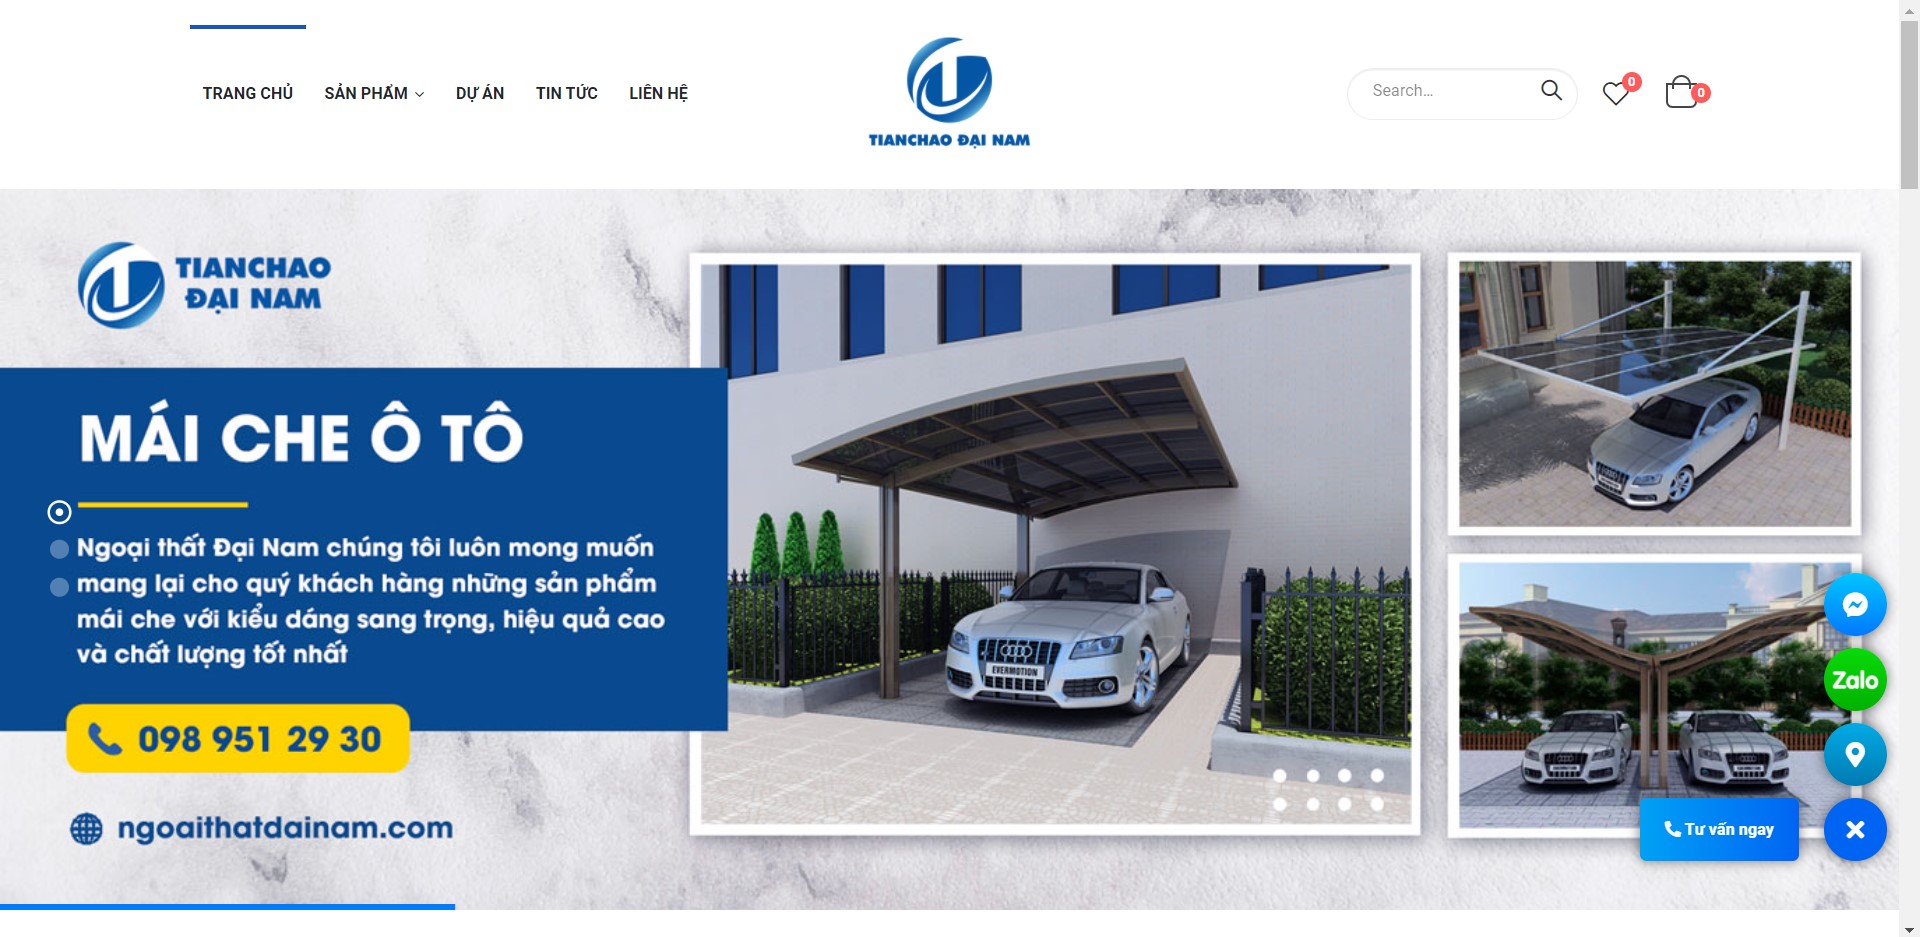 TRANG CHỦ
SẢN PHẨM
DỰ ÁN
TIN TỨC
LIÊN HỆ
TIANCHAO ĐẠI NAM
Search...
0
0
TIANCHAO
ĐẠI NAM
MÁI CHE Ô TÔ
Ngoại thất Đại Nam chúng tôi luôn mong muốn
mang lại cho quý khách hàng những sản phẩm
mái che với kiểu dáng sang trọng, hiệu quả cao
và chất lượng tốt nhất
098 951 29 30
ngoaithatdainam.com
EVERMOTION
Zalo
Tư vấn ngay